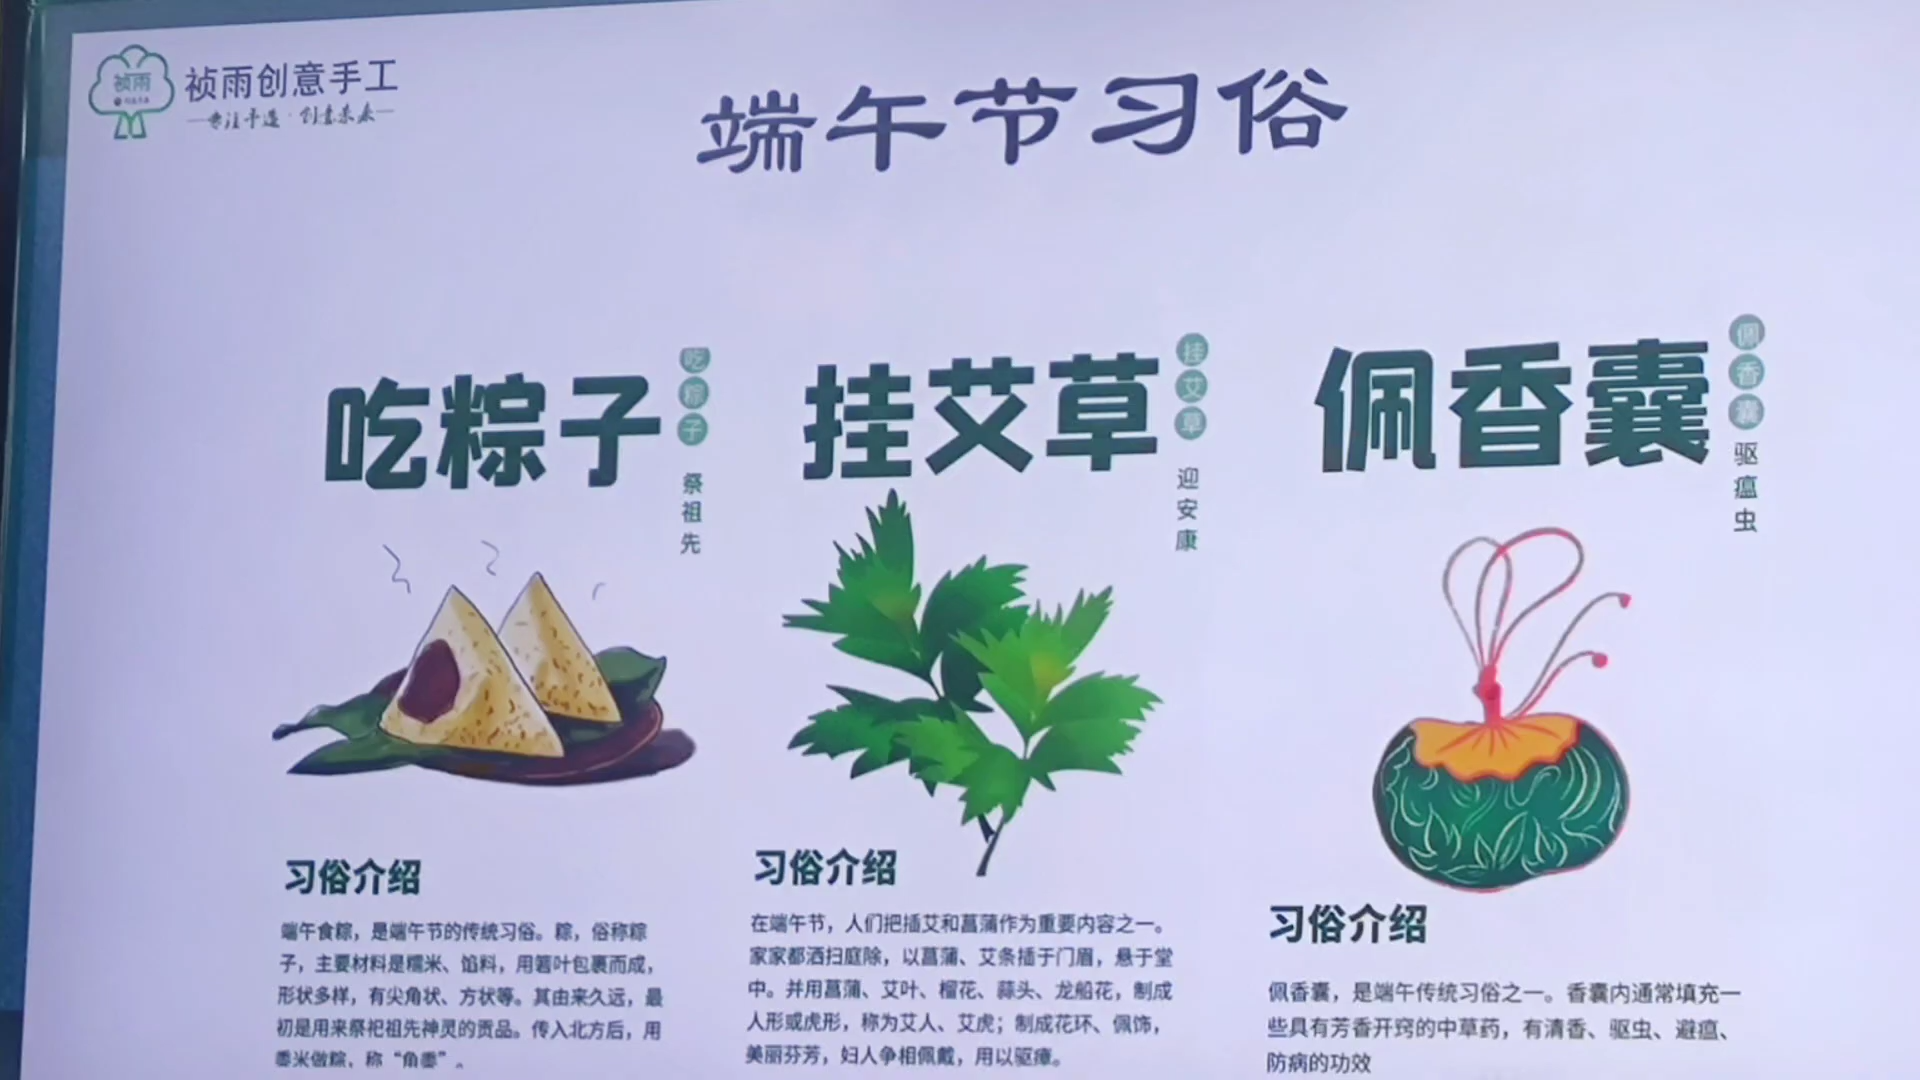 祯雨
祯雨创意手工
端午节习俗
吃粽子
吃粽子
祭祖先
挂艾草
挂艾草
迎安康
佩香囊
佩香囊
驱瘟虫
习俗介绍
端午食粽，是端午节的传统习俗。粽，俗称粽
子，主要材料是糯米、馅料，用箬叶包裹而成，
形状多样，有尖角状、方状等。其由来久远，最
初是用来祭祀祖先神灵的贡品。传入北方后，用
黍米做粽，称“角黍”。
习俗介绍
在端午节，人们把插艾和菖蒲作为重要内容之一。
家家都洒扫庭除，以菖蒲、艾条插于门眉，悬于堂
中。并用菖蒲、艾叶、榴花、蒜头、龙船花，制成
人形或虎形，称为艾人、艾虎；制成花环、佩饰，
美丽芬芳，妇人争相佩戴，用以驱瘴。
习俗介绍
佩香囊，是端午传统习俗之一。香囊内通常填充一
些具有芳香开窍的中草药，有清香、驱虫、避瘟、
防病的功效